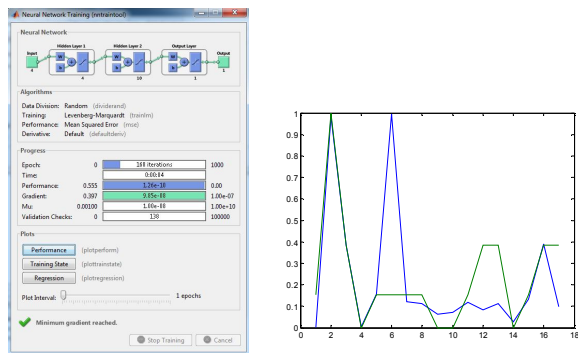 Neural Network Training (nntraintool)
Neural Network
Hidden Layer 1 Hidden Layer 2 Output Layer
Input Output
W W W
b b b
4 4 10 1 1
Algorithms
Data Division: Random (dividerand)
Training: Levenberg-Marquardt (trainlm)
Performance: Mean Squared Error (mse)
Derivative: Default (defaultderiv)
Progress
Epoch: 0 168 iterations 1000
Time: 0:00:04
Performance: 0.555 1.26e-10 0.00
Gradient: 0.397 9.85e-08 1.00e-07
Mu: 0.00100 1.00e-08 1.00e+10
Validation Checks: 0 138 100000
Plots
Performance (plotperform)
Training State (plottrainstate)
Regression (plotregression)
Plot Interval: 1 epochs
Minimum gradient reached.
Stop Training Cancel
1
0.9
0.8
0.7
0.6
0.5
0.4
0.3
0.2
0.1
0
0 2 4 6 8 10 12 14 16 18